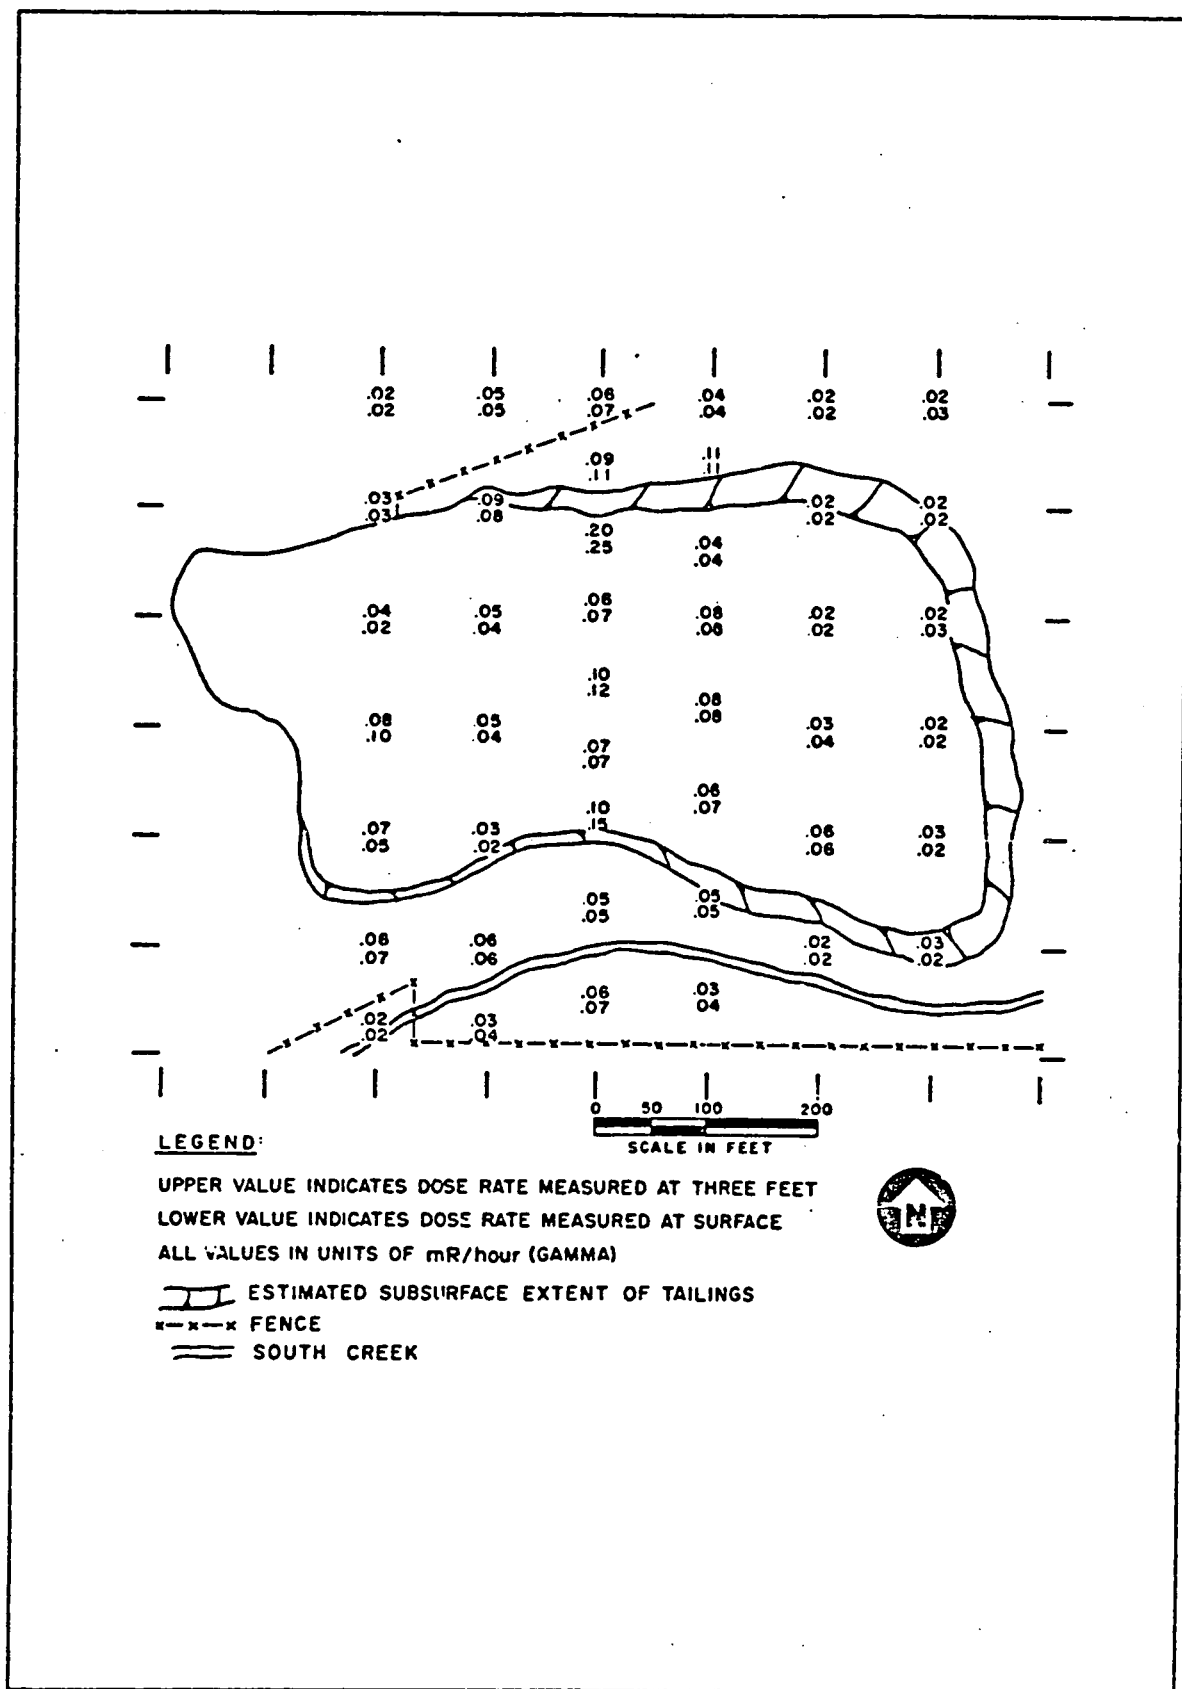 .02 .05 .06 .04 .02 .02
.02 .05 .07 .04 .02 .03
.09 .11
.11 .11
.03 .09 .02 .02
.03 .08 .02 .02
.20 .04
.25 .04
.04 .05 .06 .08 .02 .02
.02 .04 .07 .08 .02 .03
.10 .08
.12 .08
.08 .05 .03 .02
.10 .04 .04 .02
.07
.07
.06
.07
.10
.15
.07 .03 .06 .03
.05 .02 .06 .02
.05 .05
.05 .05
.06 .06 .02 .03
.07 .06 .02 .02
.06 .03
.07 .04
.02 .03
.02 .04
0 50 100 200
SCALE IN FEET
LEGEND:
UPPER VALUE INDICATES DOSE RATE MEASURED AT THREE FEET
LOWER VALUE INDICATES DOSE RATE MEASURED AT SURFACE
N
ALL VALUES IN UNITS OF mR/hour (GAMMA)
ESTIMATED SUBSURFACE EXTENT OF TAILINGS
x—x—x FENCE
SOUTH CREEK